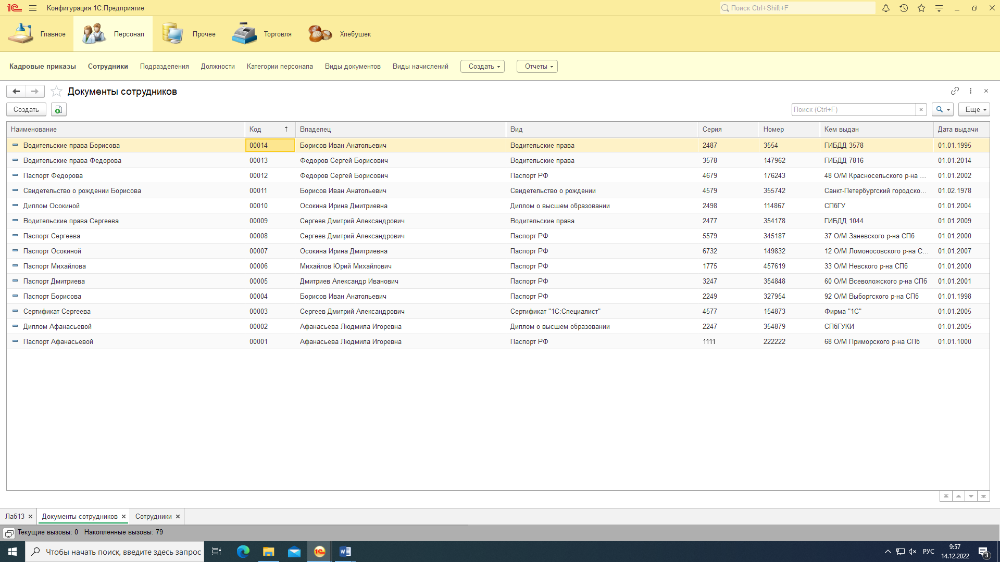 1С Конфигурация 1С:Предприятие Поиск Ctrl+Shift+F
Главное Персонал Прочее Торговля Хлебушек
Кадровые приказы Сотрудники Подразделения Должности Категории персонала Виды документов Виды начислений Создать Отчеты
Документы сотрудников
Создать Поиск (Ctrl+F) × Еще
Наименование Код ↑ Владелец Вид Серия Номер Кем выдан Дата выдачи
Водительские права Борисова 00014 Борисов Иван Анатольевич Водительские права 2487 3554 ГИБДД 3578 01.01.1995
Водительские права Федорова 00013 Федоров Сергей Борисович Водительские права 3578 147962 ГИБДД 7816 01.01.2014
Паспорт Федорова 00012 Федоров Сергей Борисович Паспорт РФ 4679 176243 48 О/М Красносельского р-на ... 01.01.2002
Свидетельство о рождении Борисова 00011 Борисов Иван Анатольевич Свидетельство о рождении 4579 355742 Санкт-Петербургский городско... 01.02.1978
Диплом Осокиной 00010 Осокина Ирина Дмитриевна Диплом о высшем образовании 2498 114867 СПбГУ 01.01.2004
Водительские права Сергеева 00009 Сергеев Дмитрий Александрович Водительские права 2477 354178 ГИБДД 1044 01.01.2009
Паспорт Сергеева 00008 Сергеев Дмитрий Александрович Паспорт РФ 5579 345187 37 О/М Заневского р-на СПб 01.01.2000
Паспорт Осокиной 00007 Осокина Ирина Дмитриевна Паспорт РФ 6732 149832 12 О/М Ломоносовского р-на С... 01.01.2007
Паспорт Михайлова 00006 Михайлов Юрий Михайлович Паспорт РФ 1775 457619 33 О/М Невского р-на СПб 01.01.2000
Паспорт Дмитриева 00005 Дмитриев Александр Иванович Паспорт РФ 3247 354848 60 О/М Всеволожского р-на СПб 01.01.2001
Паспорт Борисова 00004 Борисов Иван Анатольевич Паспорт РФ 2249 327954 92 О/М Выборгского р-на СПб 01.01.1998
Сертификат Сергеева 00003 Сергеев Дмитрий Александрович Сертификат "1С:Специалист" 4577 154873 Фирма "1С" 01.01.2005
Диплом Афанасьевой 00002 Афанасьева Людмила Игоревна Диплом о высшем образовании 2247 354879 СПбГУКИ 01.01.2005
Паспорт Афанасьевой 00001 Афанасьева Людмила Игоревна Паспорт РФ 1111 222222 68 О/М Приморского р-на СПб 01.01.1000
Лаб13 × Документы сотрудников × Сотрудники ×
Текущие вызовы: 0 Накопленные вызовы: 79
Чтобы начать поиск, введите здесь запрос РУС 9:57
14.12.2022 3